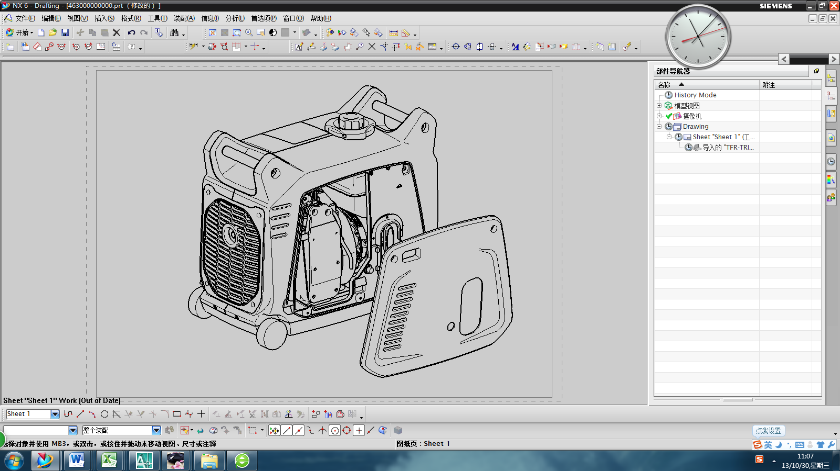 NX 6 - Drafting - [463000000000.prt (修改的) ]
SIEMENS
文件(F) 编辑(E) 视图(V) 插入(S) 格式(R) 工具(T) 装配(A) 信息(I) 分析(L) 首选项(P) 窗口(O) 帮助(H)
开始
部件导航器
名称 附注
History Mode
模型视图
摄像机
Drawing
Sheet "Sheet 1" (工...
导入的 "TFR-TRI...
Sheet "Sheet 1" Work (Out of Date)
Sheet 1
整个装配
选择对象并使用 MB3，或双击，或按住并拖动来移动视图、尺寸或注释
图纸页: Sheet 1
英
11:07
13/10/30,星期三